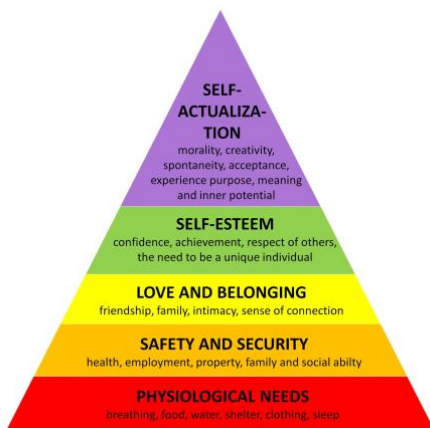 SELF-
ACTUALIZA-
TION
morality, creativity,
spontaneity, acceptance,
experience purpose, meaning
and inner potential
SELF-ESTEEM
confidence, achievement, respect of others,
the need to be a unique individual
LOVE AND BELONGING
friendship, family, intimacy, sense of connection
SAFETY AND SECURITY
health, employment, property, family and social abilty
PHYSIOLOGICAL NEEDS
breathing, food, water, shelter, clothing, sleep